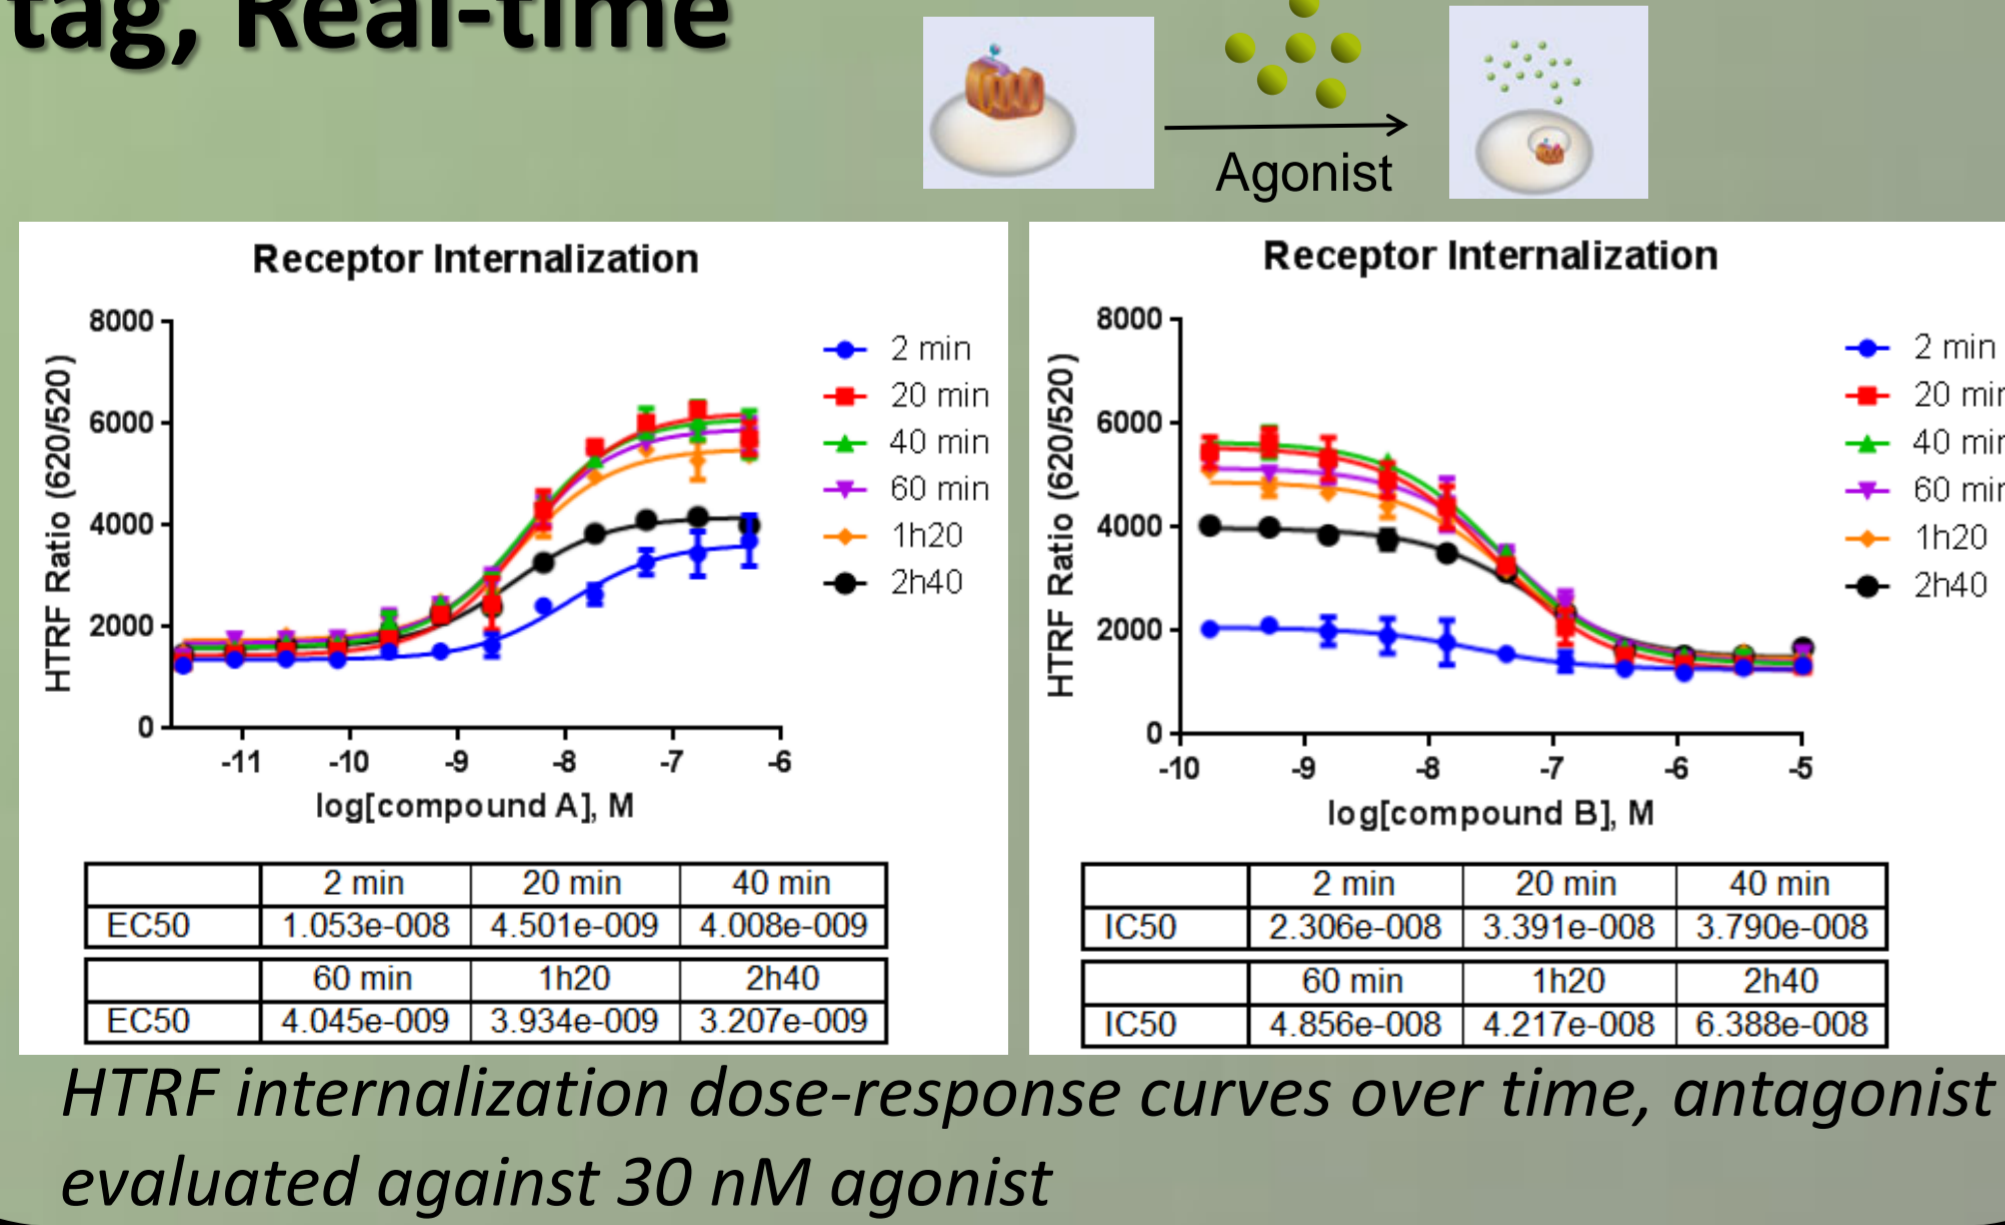 tag, Real-time
Agonist
Receptor Internalization
8000
6000
4000
2000
0
HTRF Ratio (620/520)
-11 -10 -9 -8 -7 -6
log[compound A], M
2 min
20 min
40 min
60 min
1h20
2h40
2 min 20 min 40 min
EC50 1.053e-008 4.501e-009 4.008e-009
60 min 1h20 2h40
EC50 4.045e-009 3.934e-009 3.207e-009
Receptor Internalization
8000
6000
4000
2000
0
HTRF Ratio (620/520)
-10 -9 -8 -7 -6 -5
log[compound B], M
2 min
20 min
40 min
60 min
1h20
2h40
2 min 20 min 40 min
IC50 2.306e-008 3.391e-008 3.790e-008
60 min 1h20 2h40
IC50 4.856e-008 4.217e-008 6.388e-008
HTRF internalization dose-response curves over time, antagonist
evaluated against 30 nM agonist